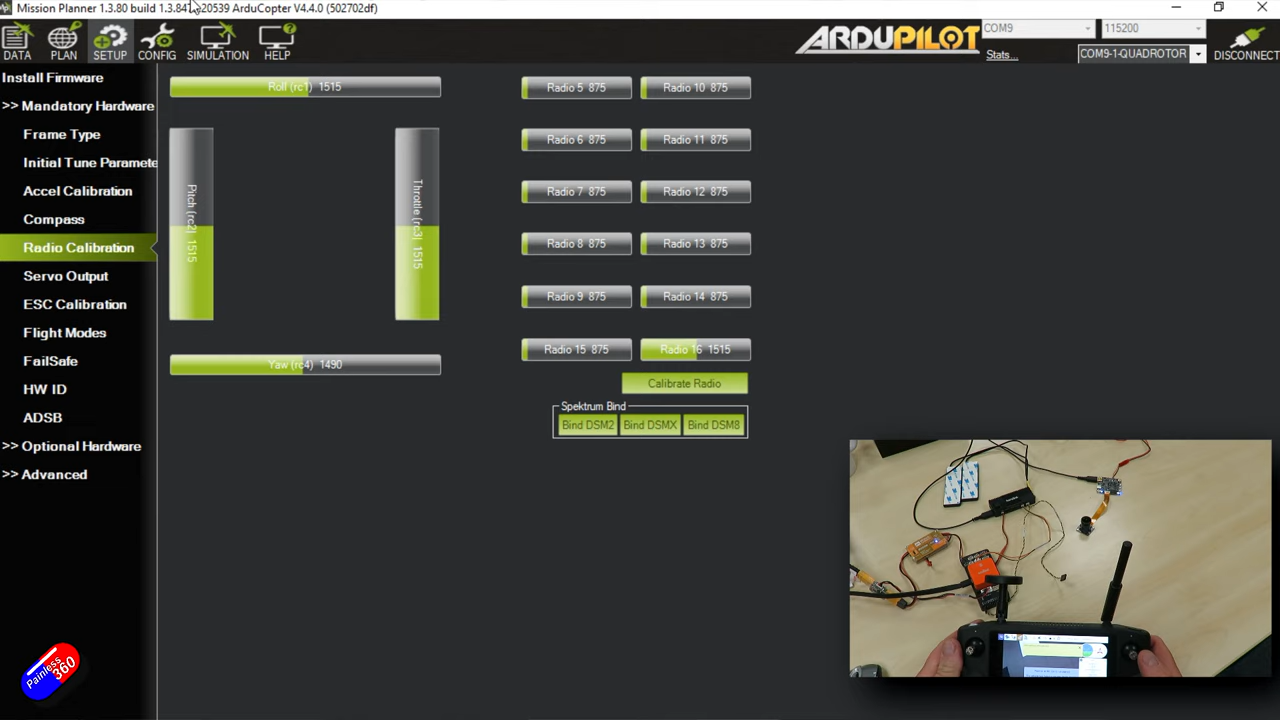 Mission Planner 1.3.80 build 1.3.84 20539 ArduCopter V4.4.0 (502702df)
DATA PLAN SETUP CONFIG SIMULATION HELP
ARDUPILOT
COM9
115200
Stats...
COM9-1-QUADROTOR
DISCONNECT
Install Firmware
>> Mandatory Hardware
Frame Type
Initial Tune Paramete
Accel Calibration
Compass
Radio Calibration
Servo Output
ESC Calibration
Flight Modes
FailSafe
HW ID
ADSB
>> Optional Hardware
>> Advanced
Roll (rc1) 1515
Pitch (rc2) 1515
Throttle (rc3) 1515
Yaw (rc4) 1490
Radio 5 875
Radio 10 875
Radio 6 875
Radio 11 875
Radio 7 875
Radio 12 875
Radio 8 875
Radio 13 875
Radio 9 875
Radio 14 875
Radio 15 875
Radio 16 1515
Calibrate Radio
Spektrum Bind
Bind DSM2
Bind DSMX
Bind DSM8
Painless
360